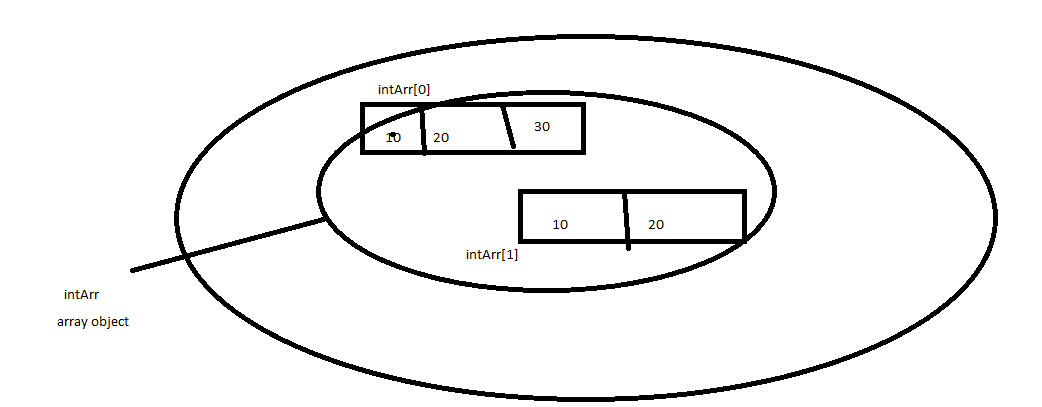 intArr[0]
10 20 30
10 20
intArr[1]
intArr
array object